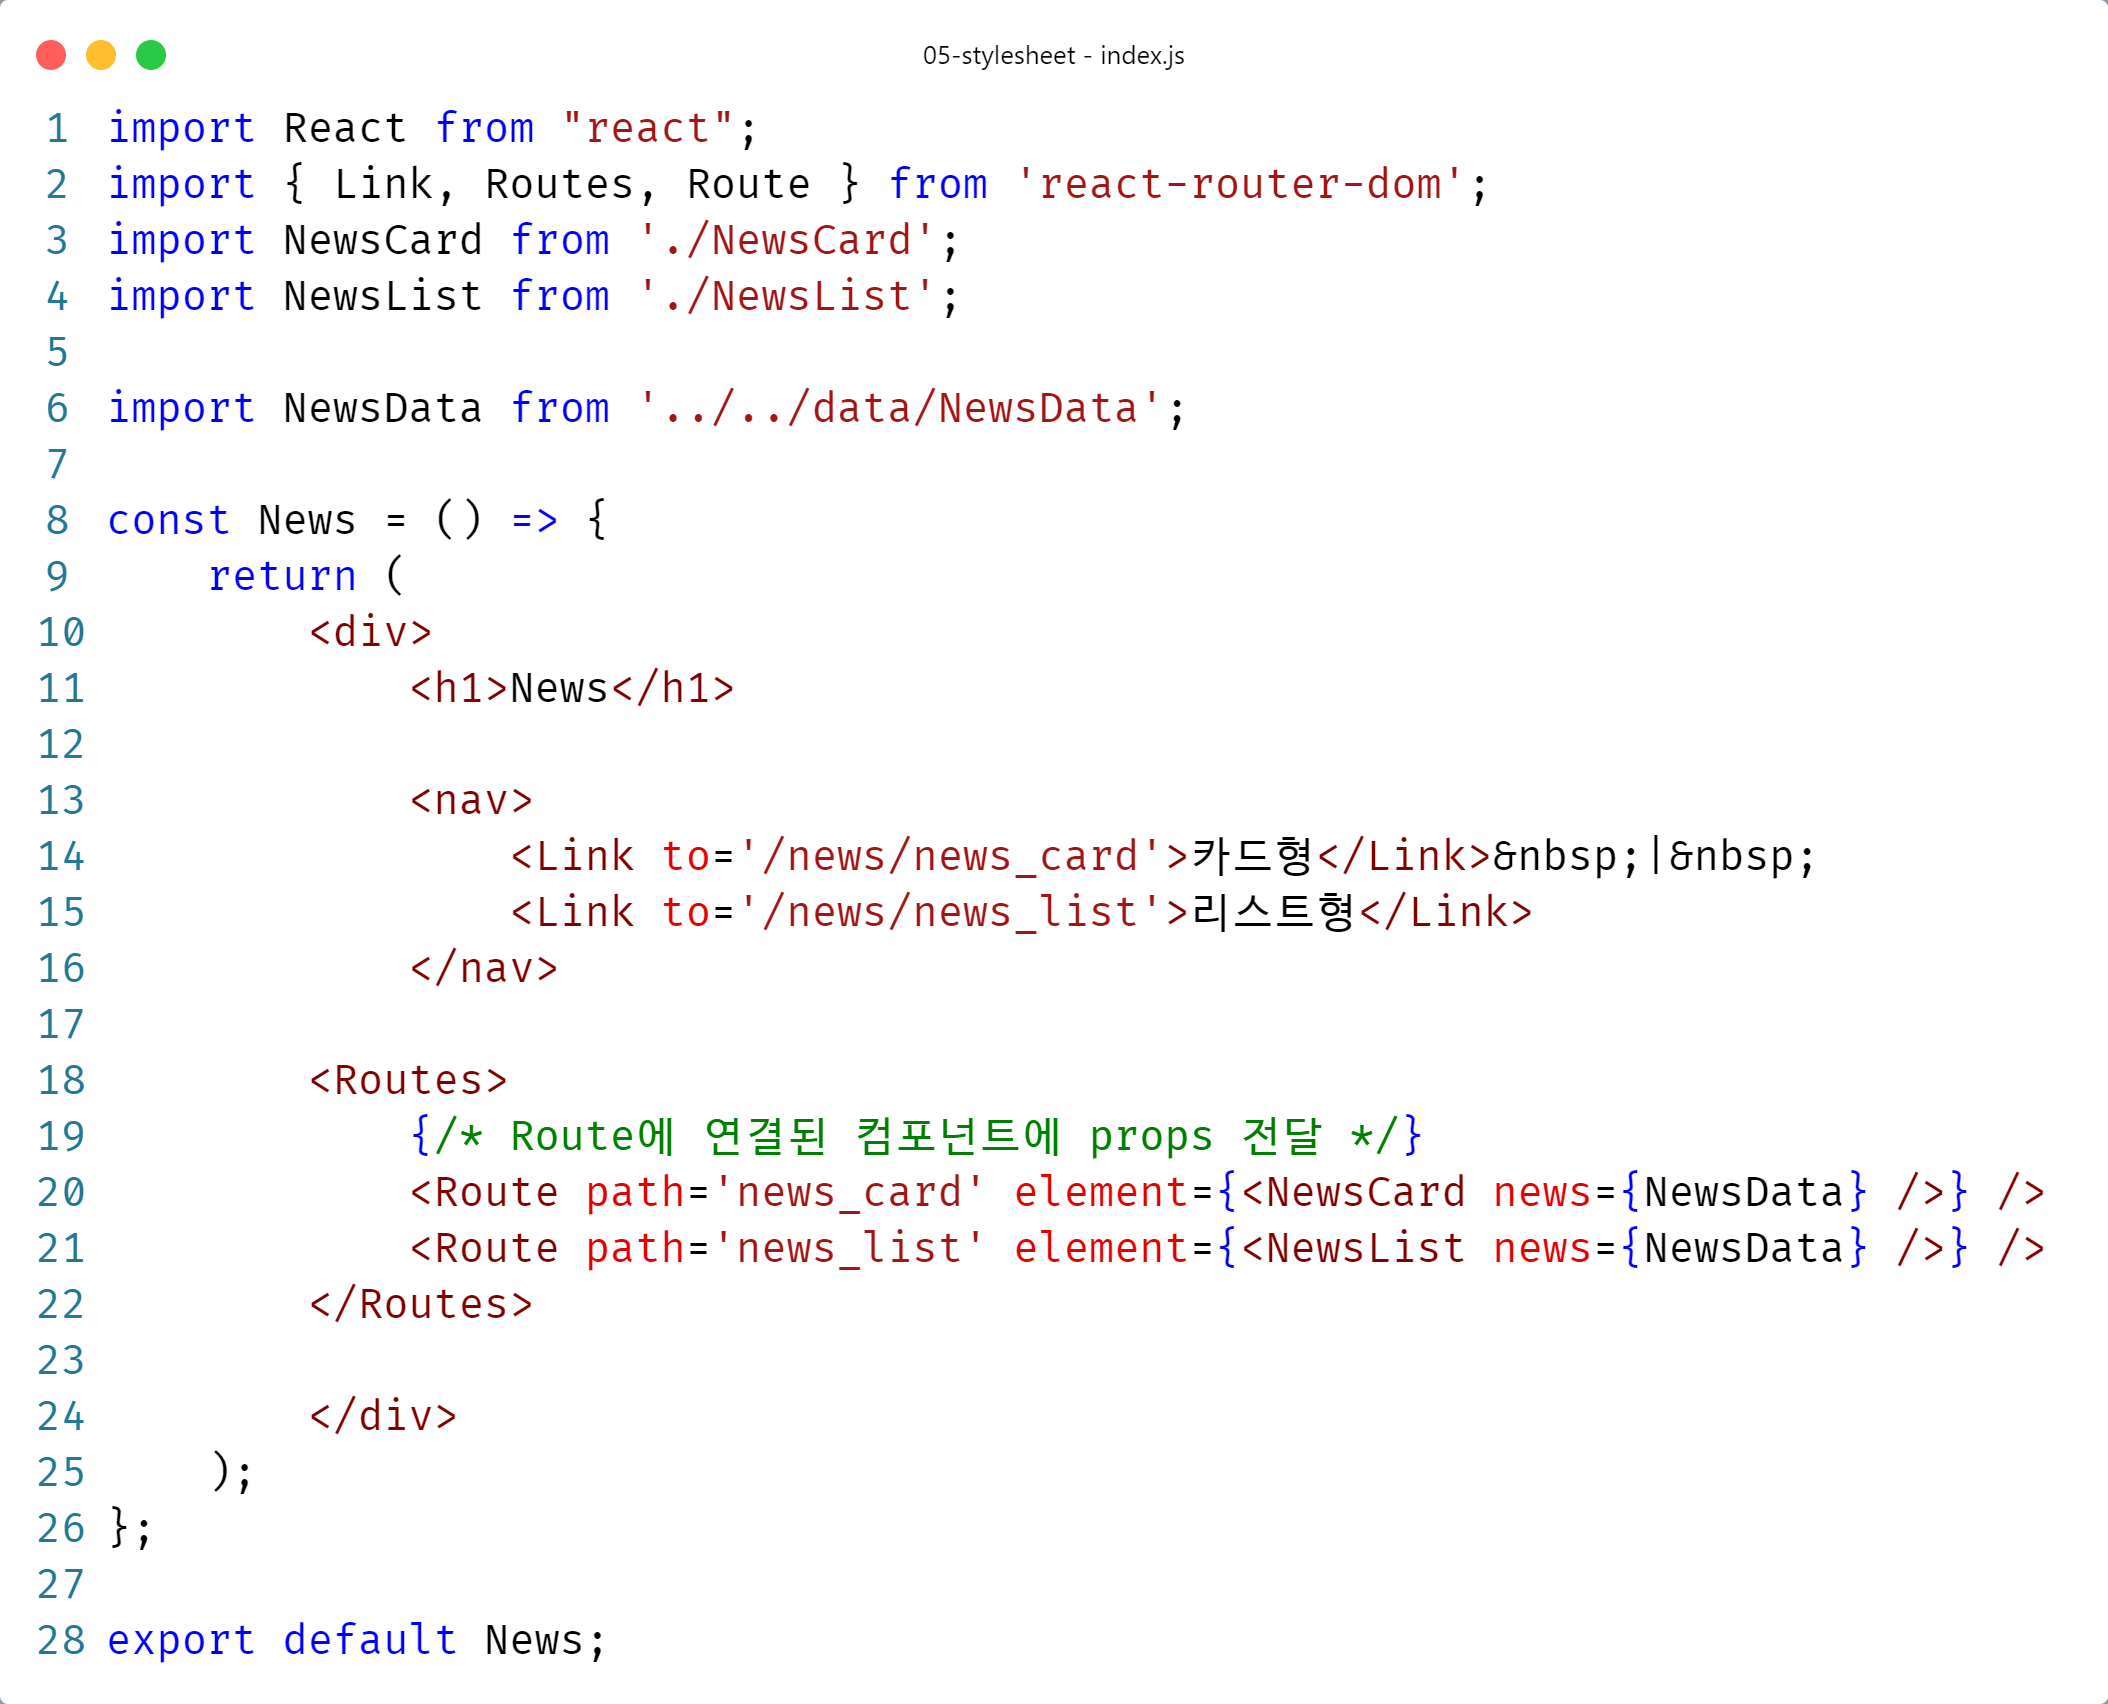 05-stylesheet - index.js
1 import React from "react";
2 import { Link, Routes, Route } from 'react-router-dom';
3 import NewsCard from './NewsCard';
4 import NewsList from './NewsList';
5
6 import NewsData from '../../data/NewsData';
7
8 const News = () => {
9     return (
10         <div>
11             <h1>News</h1>
12
13             <nav>
14                 <Link to='/news/news_card'>카드형</Link>&nbsp;|&nbsp;
15                 <Link to='/news/news_list'>리스트형</Link>
16             </nav>
17
18         <Routes>
19             {/* Route에 연결된 컴포넌트에 props 전달 */}
20             <Route path='news_card' element={<NewsCard news={NewsData} />} />
21             <Route path='news_list' element={<NewsList news={NewsData} />} />
22         </Routes>
23
24         </div>
25     );
26 };
27
28 export default News;